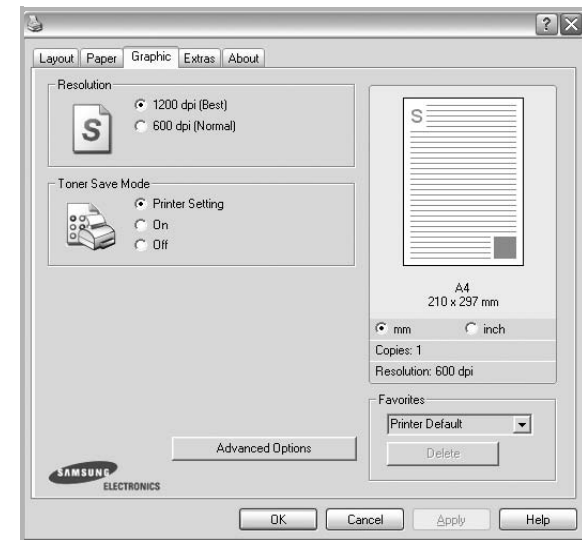 ?
Layout Paper Graphic Extras About
Resolution
S
1200 dpi (Best)
600 dpi (Normal)
Toner Save Mode
Printer Setting
On
Off
S
A4
210 x 297 mm
mm inch
Copies: 1
Resolution: 600 dpi
Favorites
Printer Default
Delete
Advanced Options
SAMSUNG
ELECTRONICS
OK Cancel Apply Help